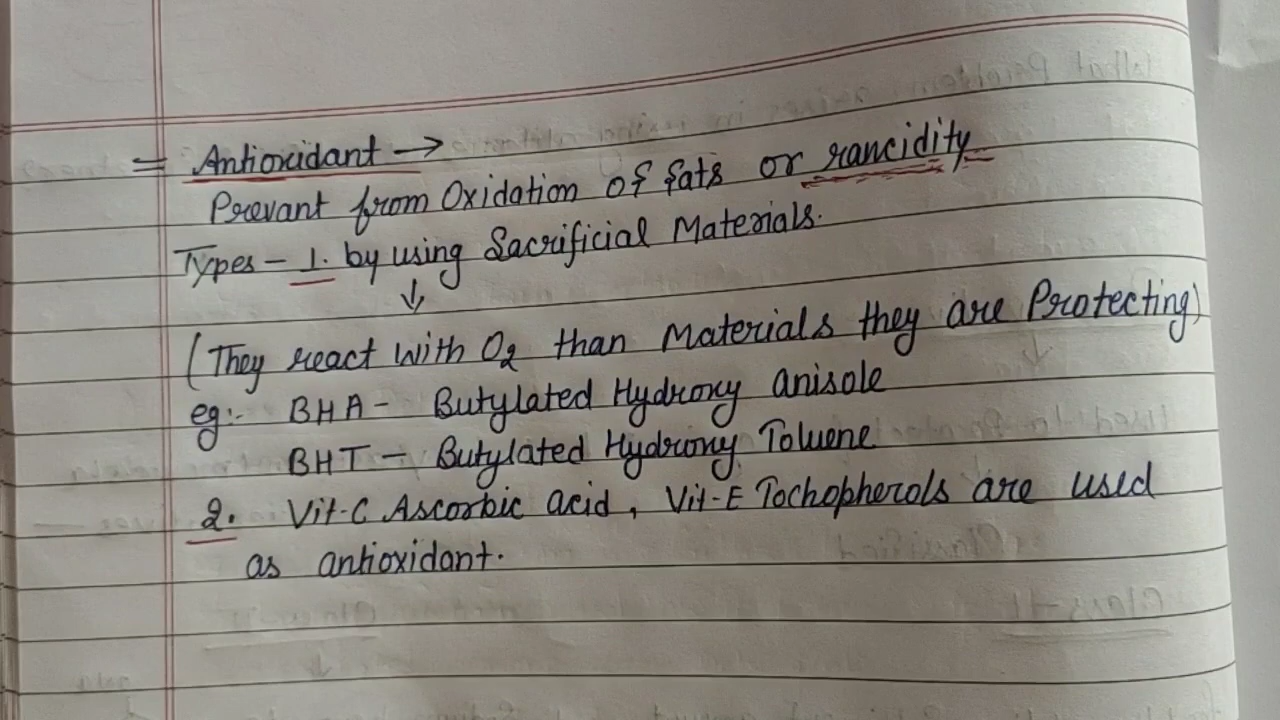 = Antioxidant →
Prevant from Oxidation of fats or rancidity
Types - 1. by using Sacrificial Materials.
↓
(They react with O2 than Materials they are Protecting)
eg:- BHA - Butylated Hydroxy anisole
BHT - Butylated Hydroxy Toluene
2. Vit-C Ascorbic acid, Vit-E Tochopherols are used
as antioxidant.